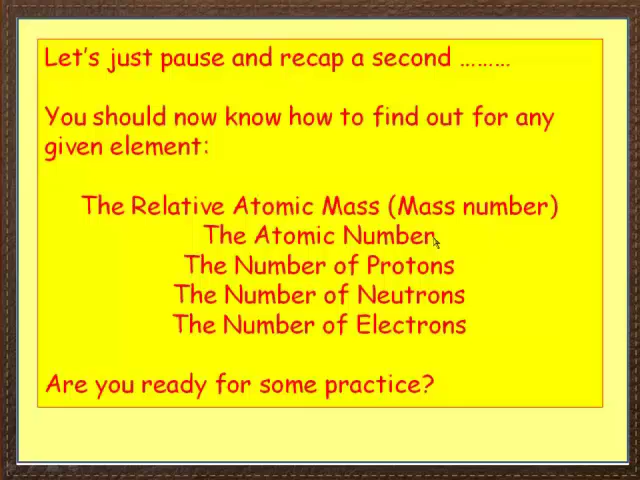 Let's just pause and recap a second ………
You should now know how to find out for any
given element:
The Relative Atomic Mass (Mass number)
The Atomic Number
The Number of Protons
The Number of Neutrons
The Number of Electrons
Are you ready for some practice?